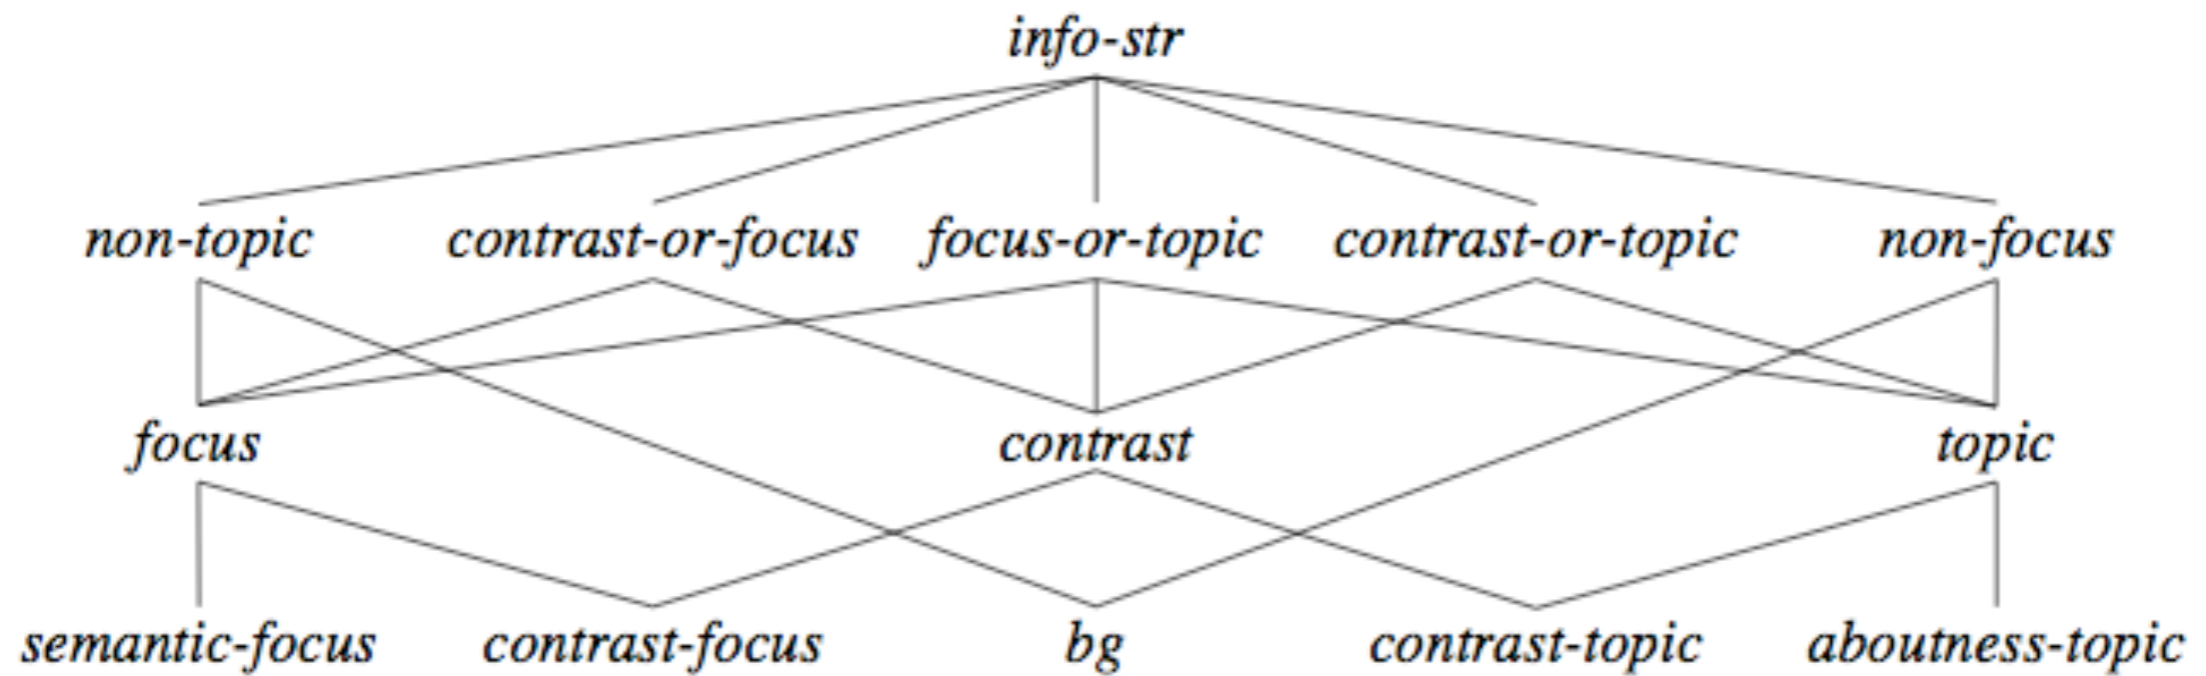 info-str
non-topic contrast-or-focus focus-or-topic contrast-or-topic non-focus
focus contrast topic
semantic-focus contrast-focus bg contrast-topic aboutness-topic